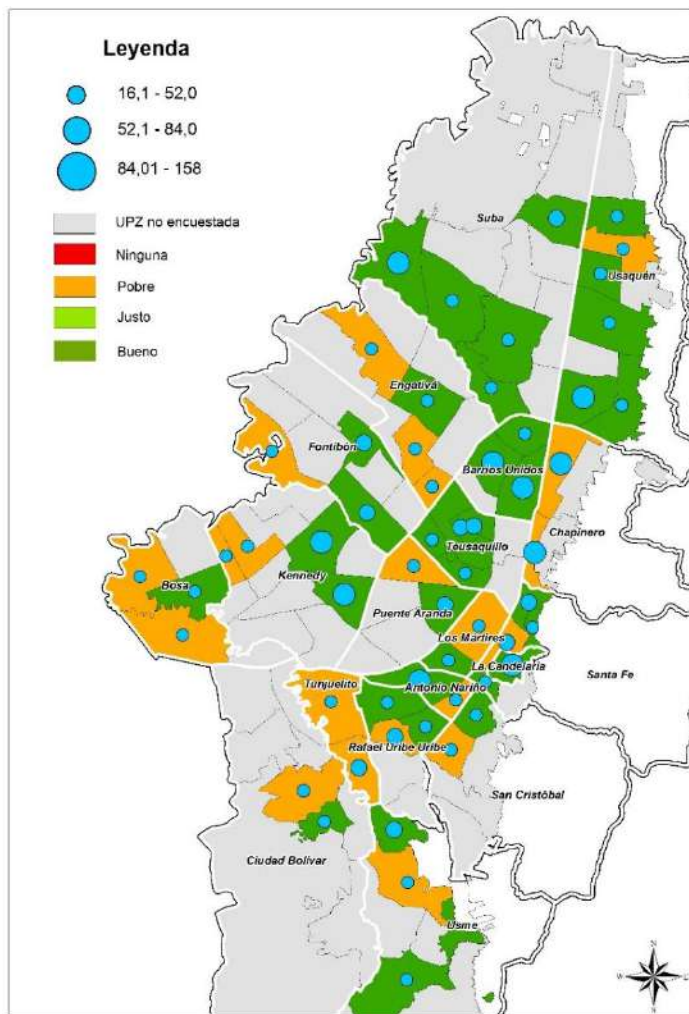 Leyenda
16,1 - 52,0
52,1 - 84,0
84,01 - 158
UPZ no encuestada
Ninguna
Pobre
Justo
Bueno
Suba
Usaquén
Engativá
Fontibón
Barrios Unidos
Chapinero
Teusaquillo
Bosa
Kennedy
Puente Aranda
Los Mártires
La Candelaria
Santa Fe
Tunjuelito
Antonio Nariño
Rafael Uribe Uribe
San Cristóbal
Ciudad Bolívar
Usme
N
W
E
S